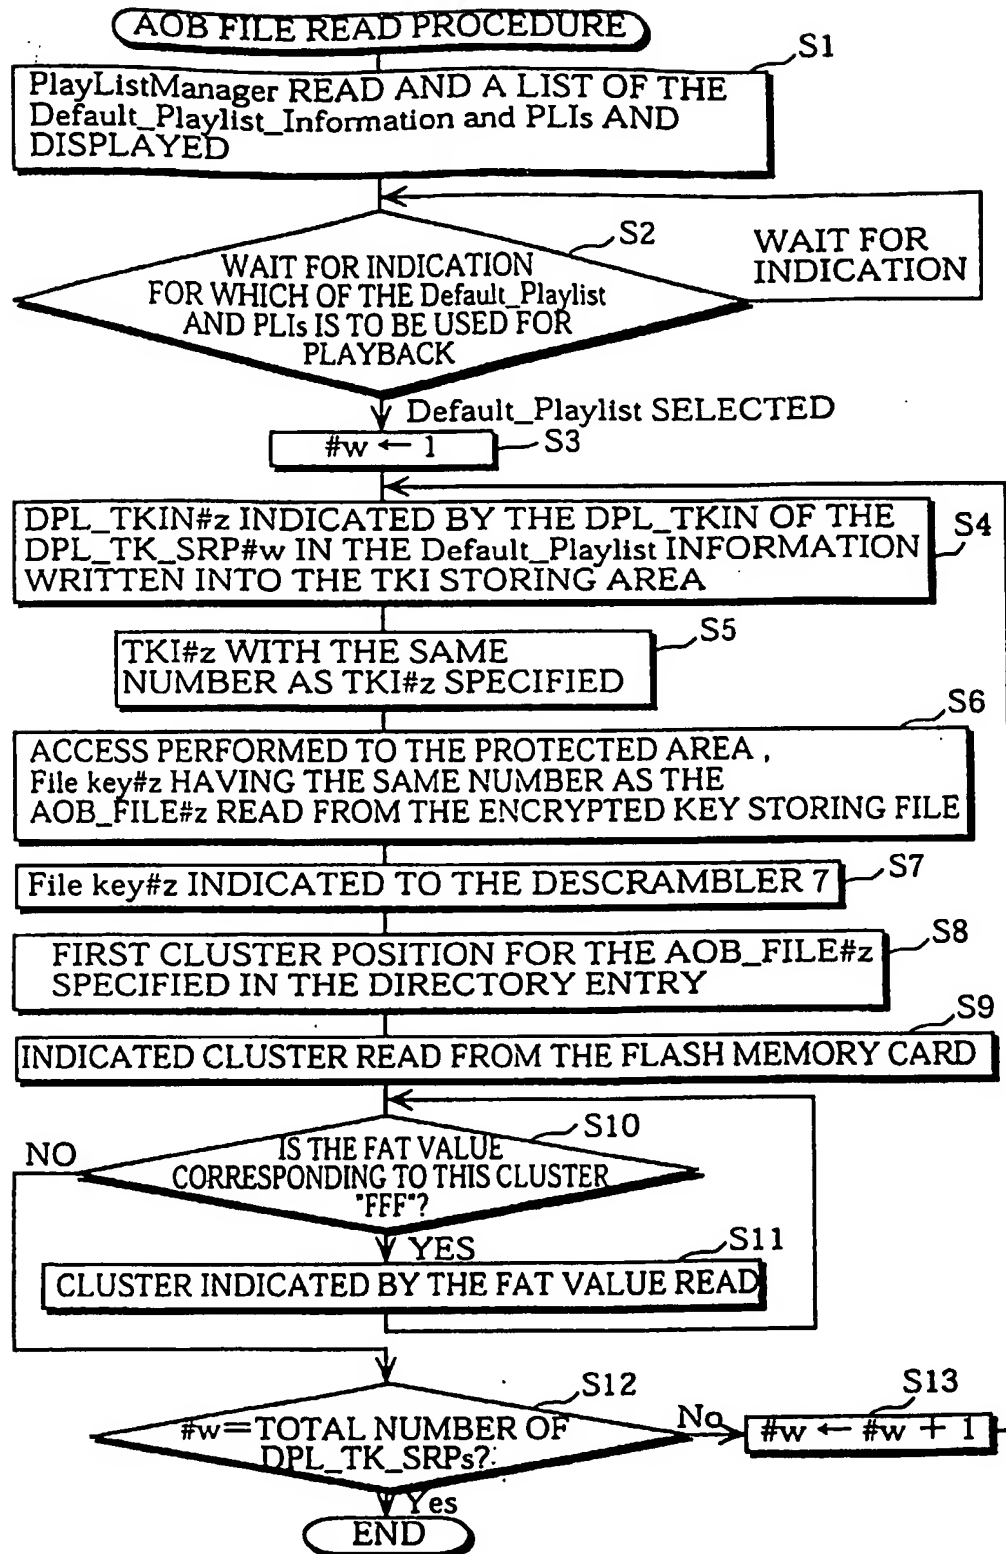 AOB FILE READ PROCEDURE
S1
PlayListManager READ AND A LIST OF THE
Default_Playlist_Information and PLIs AND
DISPLAYED
S2
WAIT FOR
INDICATION
WAIT FOR INDICATION
FOR WHICH OF THE Default_Playlist
AND PLIs IS TO BE USED FOR
PLAYBACK
Default_Playlist SELECTED
#w ← 1
S3
DPL_TKIN#z INDICATED BY THE DPL_TKIN OF THE
DPL_TK_SRP#w IN THE Default_Playlist INFORMATION
WRITTEN INTO THE TKI STORING AREA
S4
S5
TKI#z WITH THE SAME
NUMBER AS TKI#z SPECIFIED
S6
ACCESS PERFORMED TO THE PROTECTED AREA ,
File key#z HAVING THE SAME NUMBER AS THE
AOB_FILE#z READ FROM THE ENCRYPTED KEY STORING FILE
File key#z INDICATED TO THE DESCRAMBLER 7
S7
FIRST CLUSTER POSITION FOR THE AOB_FILE#z
SPECIFIED IN THE DIRECTORY ENTRY
S8
S9
INDICATED CLUSTER READ FROM THE FLASH MEMORY CARD
S10
NO
IS THE FAT VALUE
CORRESPONDING TO THIS CLUSTER
"FFF"?
YES
S11
CLUSTER INDICATED BY THE FAT VALUE READ
S12
#w=TOTAL NUMBER OF
DPL_TK_SRPs?
No
S13
#w ← #w + 1
Yes
END